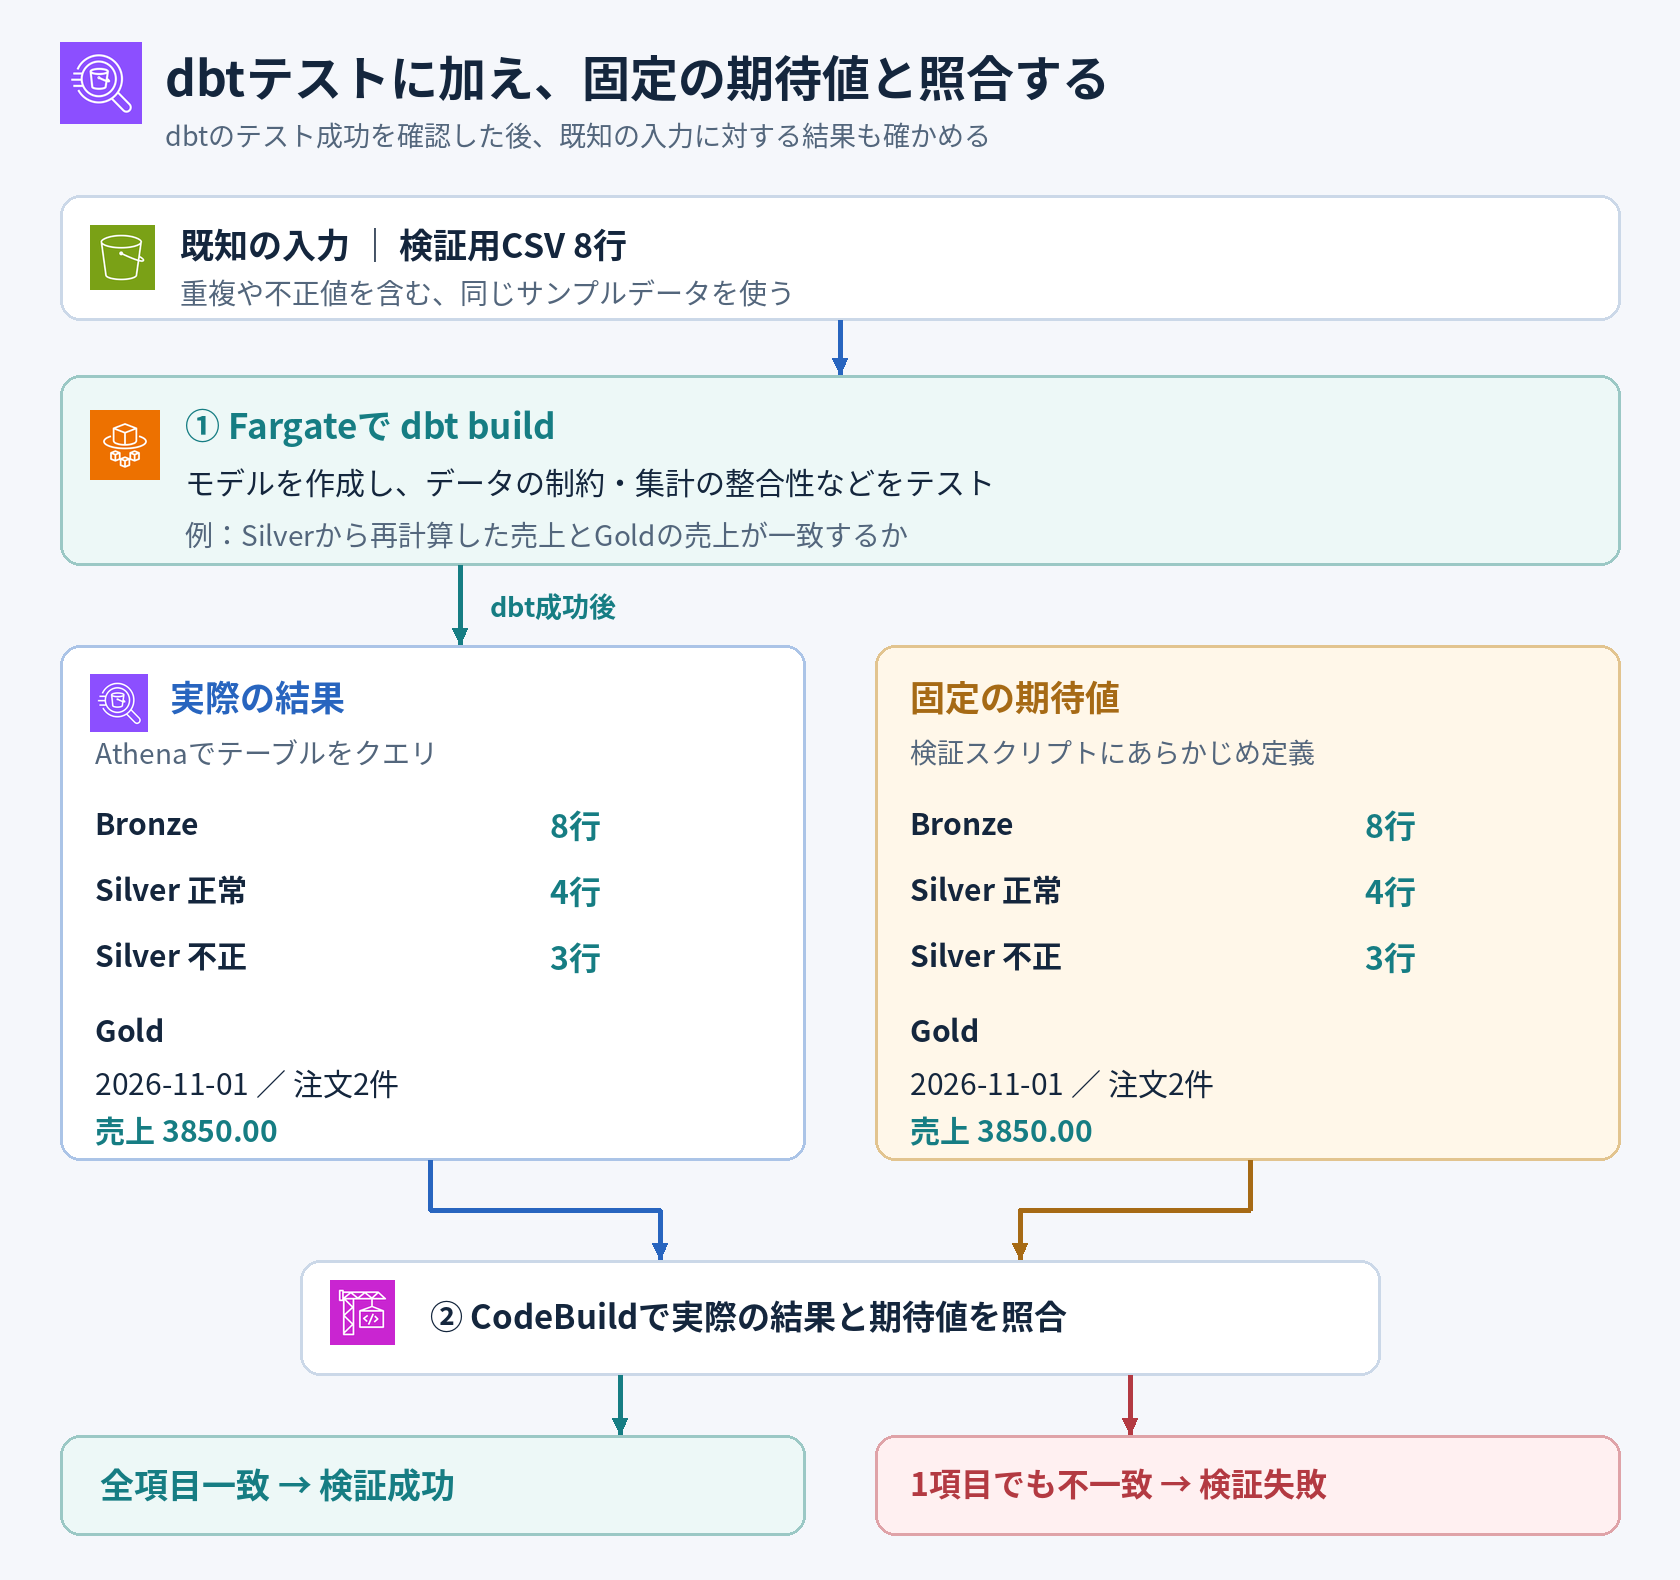 dbtテストに加え、固定の期待値と照合する
dbtのテスト成功を確認した後、既知の入力に対する結果も確かめる
既知の入力｜検証用CSV 8行
重複や不正値を含む、同じサンプルデータを使う
① Fargateで dbt build
モデルを作成し、データの制約・集計の整合性などをテスト
例：Silverから再計算した売上とGoldの売上が一致するか
dbt成功後
実際の結果
Athenaでテーブルをクエリ
Bronze 8行
Silver 正常 4行
Silver 不正 3行
Gold
2026-11-01 ／ 注文2件
売上 3850.00
固定の期待値
検証スクリプトにあらかじめ定義
Bronze 8行
Silver 正常 4行
Silver 不正 3行
Gold
2026-11-01 ／ 注文2件
売上 3850.00
② CodeBuildで実際の結果と期待値を照合
全項目一致 → 検証成功
1項目でも不一致 → 検証失敗